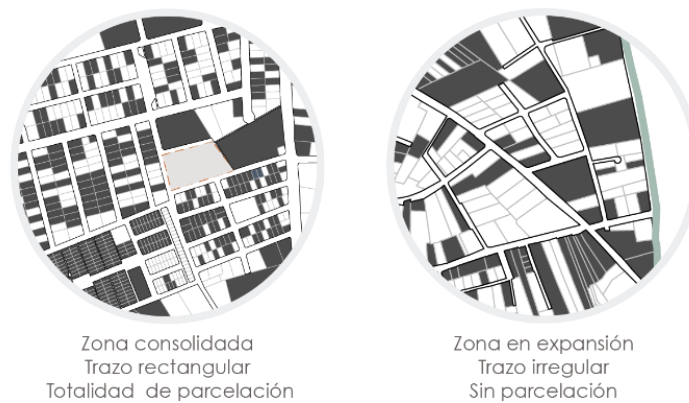 Zona consolidada
Trazo rectangular
Totalidad de parcelación
Zona en expansión
Trazo irregular
Sin parcelación